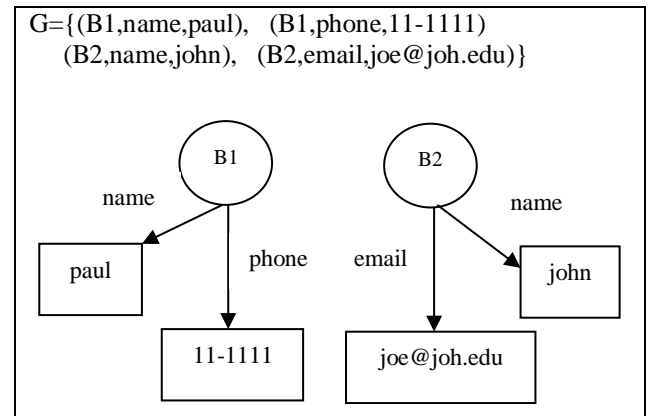 G={(B1,name,paul), (B1,phone,11-1111)
(B2,name,john), (B2,email,joe@joh.edu)}
B1
B2
name
name
paul
phone
email
john
11-1111
joe@joh.edu